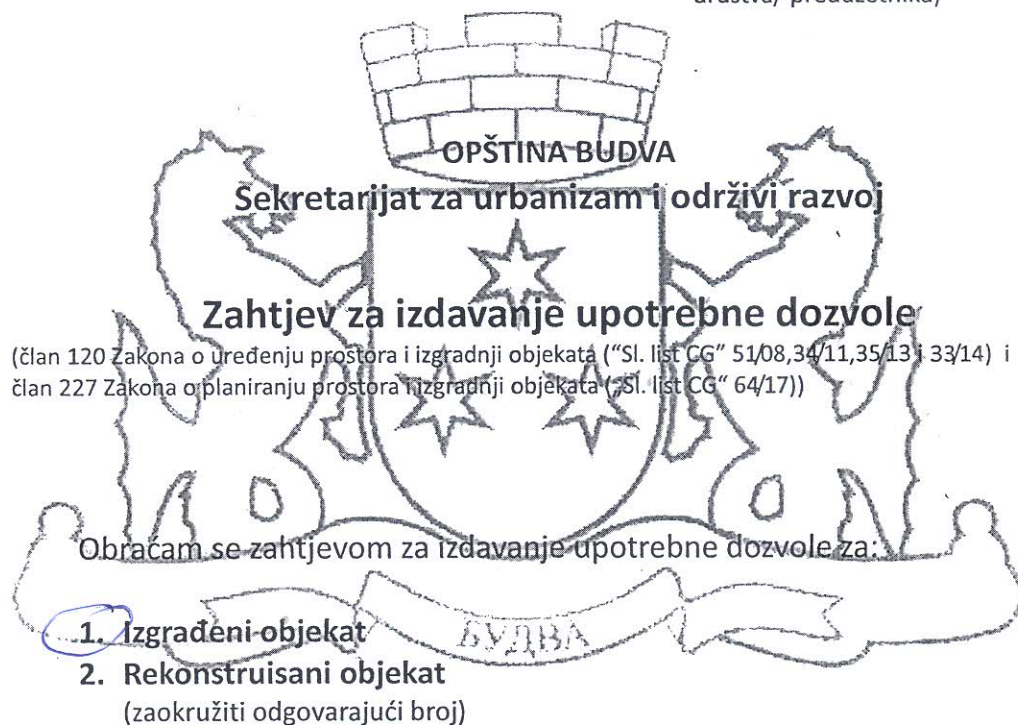 društva/ preduzetnika)
OPŠTINA BUDVA
Sekretarijat za urbanizam i održivi razvoj
Zahtjev za izdavanje upotrebne dozvole
(član 120 Zakona o uređenju prostora i izgradnji objekata (“Sl. list CG” 51/08,34/11,35/13 i 33/14) i
član 227 Zakona o planiranju prostora i izgradnji objekata („Sl. list CG“ 64/17))
Obraćam se zahtjevom za izdavanje upotrebne dozvole za:
1. Izgrađeni objekat
БУДВА
2. Rekonstruisani objekat
(zaokružiti odgovarajući broj)